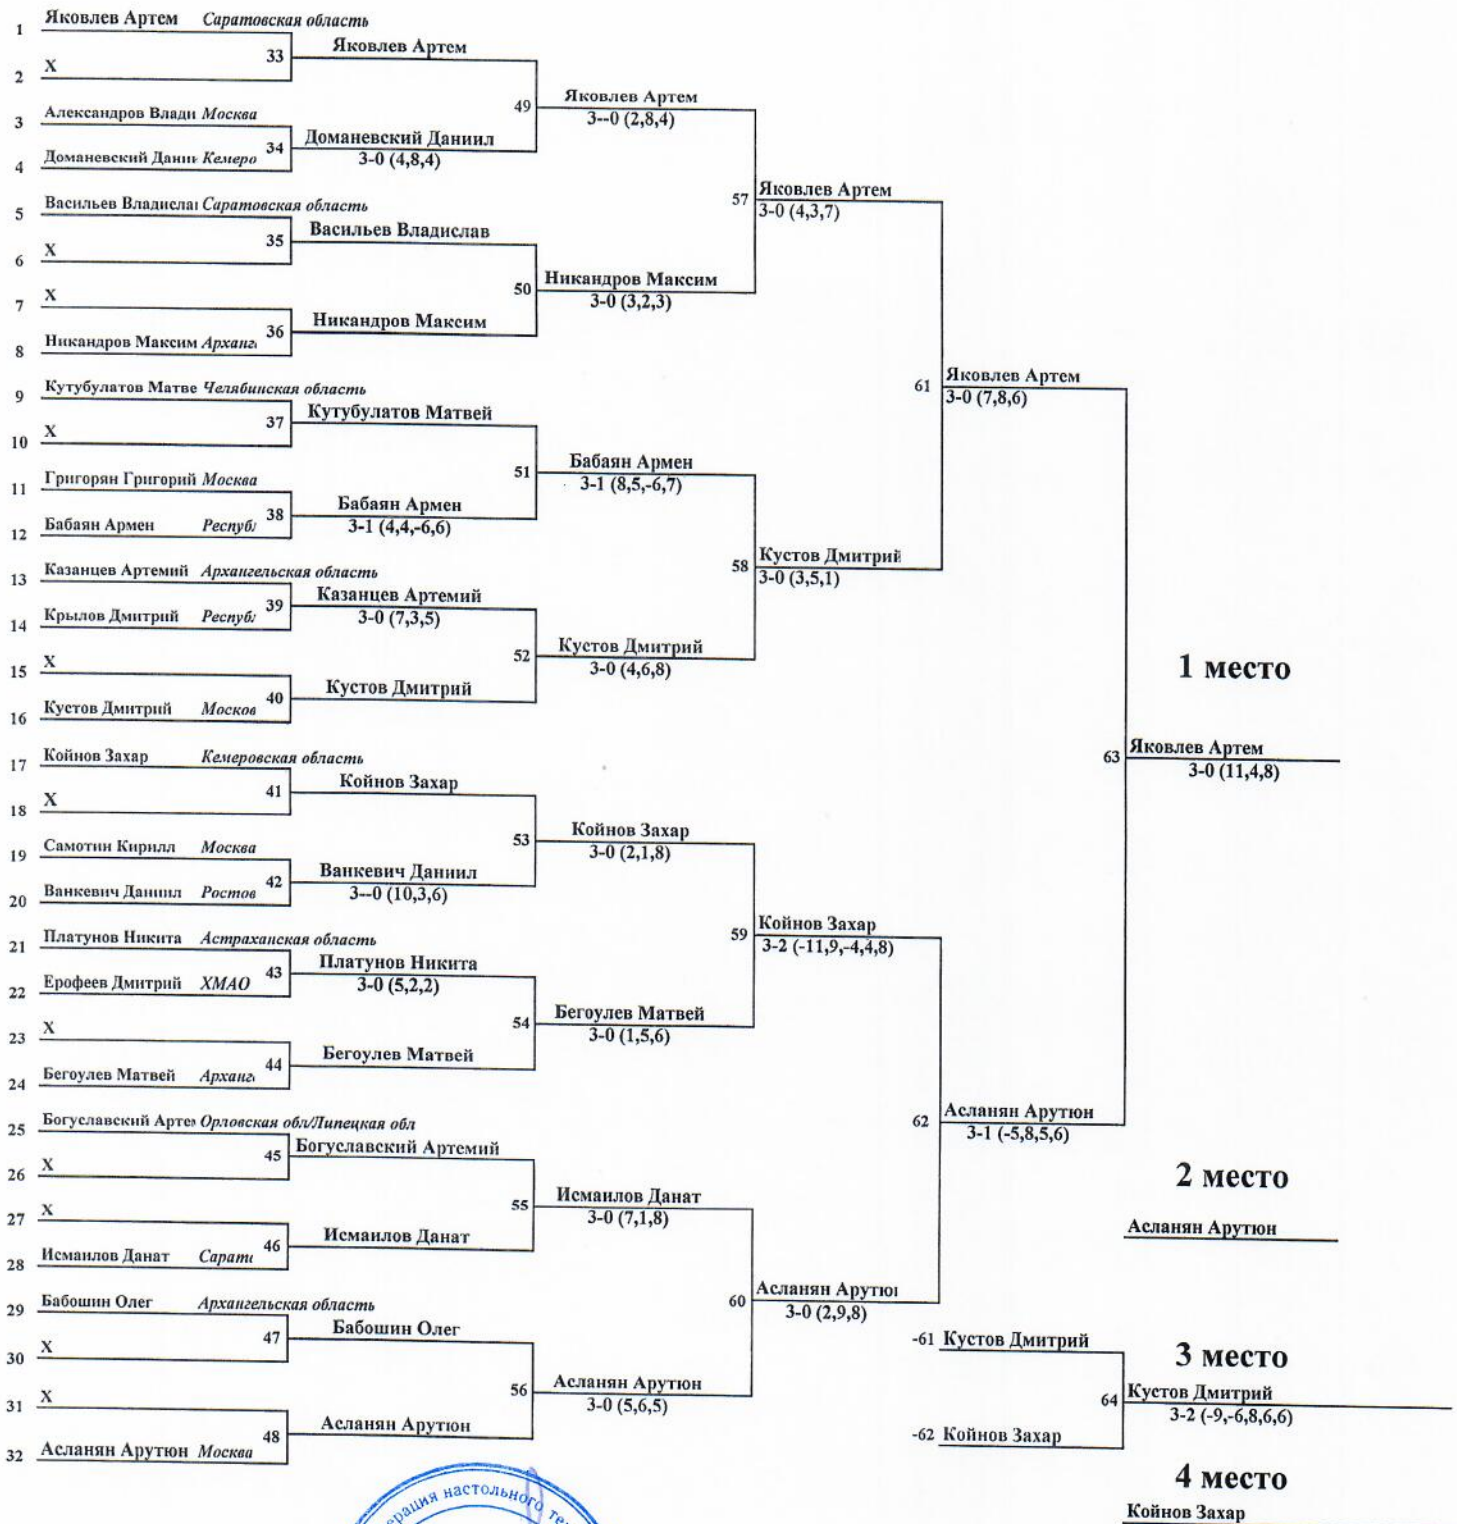 1 Яковлев Артем Саратовская область
33 Яковлев Артем
2 X
49 Яковлев Артем
3--0 (2,8,4)
3 Александров Влади Москва
34 Доманевский Даниил
3-0 (4,8,4)
4 Доманевский Дани Кемеро
57 Яковлев Артем
3-0 (4,3,7)
5 Васильев Владисла Саратовская область
35 Васильев Владислав
6 X
50 Никандров Максим
3-0 (3,2,3)
7 X
36 Никандров Максим
8 Никандров Максим Арханг
61 Яковлев Артем
3-0 (7,8,6)
9 Кутубулатов Матве Челябинская область
37 Кутубулатов Матвей
10 X
51 Бабаян Армен
3-1 (8,5,-6,7)
11 Григорян Григорий Москва
38 Бабаян Армен
3-1 (4,4,-6,6)
12 Бабаян Армен Респуб
58 Кустов Дмитрий
3-0 (3,5,1)
13 Казанцев Артемий Архангельская область
39 Казанцев Артемий
3-0 (7,3,5)
14 Крылов Дмитрий Респуб
52 Кустов Дмитрий
3-0 (4,6,8)
15 X
40 Кустов Дмитрий
16 Кустов Дмитрий Москов
1 место
63 Яковлев Артем
3-0 (11,4,8)
17 Койнов Захар Кемеровская область
41 Койнов Захар
18 X
53 Койнов Захар
3-0 (2,1,8)
19 Самотин Кирилл Москва
42 Ванкевич Даниил
3--0 (10,3,6)
20 Ванкевич Даниил Ростов
59 Койнов Захар
3-2 (-11,9,-4,4,8)
21 Платунов Никита Астраханская область
43 Платунов Никита
3-0 (5,2,2)
22 Ерофеев Дмитрий ХМАО
54 Бегоулев Матвей
3-0 (1,5,6)
23 X
44 Бегоулев Матвей
24 Бегоулев Матвей Арханг
62 Асланян Арутюн
3-1 (-5,8,5,6)
25 Богуславский Арте Орловская обл/Липецкая обл
45 Богуславский Артемий
26 X
55 Исмаилов Данат
3-0 (7,1,8)
27 X
46 Исмаилов Данат
28 Исмаилов Данат Сарат
2 место
Асланян Арутюн
60 Асланян Арутю
3-0 (2,9,8)
29 Бабошин Олег Архангельская область
47 Бабошин Олег
30 X
56 Асланян Арутюн
3-0 (5,6,5)
31 X
48 Асланян Арутюн
32 Асланян Арутюн Москва
-61 Кустов Дмитрий
3 место
64 Кустов Дмитрий
3-2 (-9,-6,8,6,6)
-62 Койнов Захар
4 место
Койнов Захар
ерация настольного те